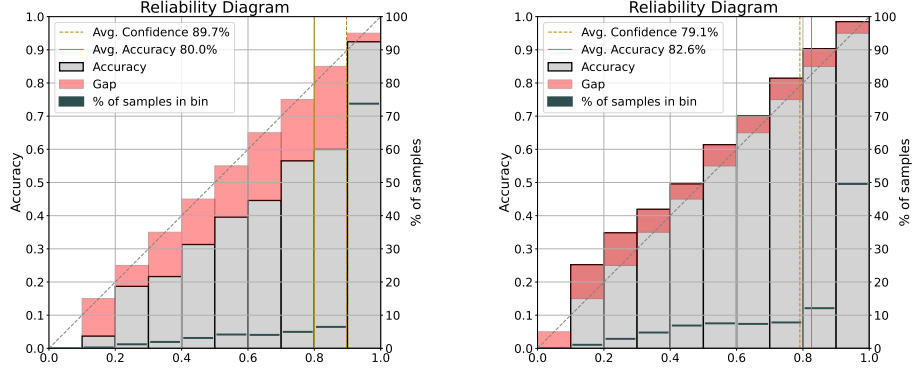 Reliability Diagram
Avg. Confidence 89.7%
Avg. Accuracy 80.0%
Accuracy
Gap
% of samples in bin
Accuracy
1.0
0.9
0.8
0.7
0.6
0.5
0.4
0.3
0.2
0.1
0.0
0.0 0.2 0.4 0.6 0.8 1.0
100
90
80
70
60
50
40
30
20
10
0
% of samples
Reliability Diagram
Avg. Confidence 79.1%
Avg. Accuracy 82.6%
Accuracy
Gap
% of samples in bin
Accuracy
1.0
0.9
0.8
0.7
0.6
0.5
0.4
0.3
0.2
0.1
0.0
0.0 0.2 0.4 0.6 0.8 1.0
100
90
80
70
60
50
40
30
20
10
0
% of samples